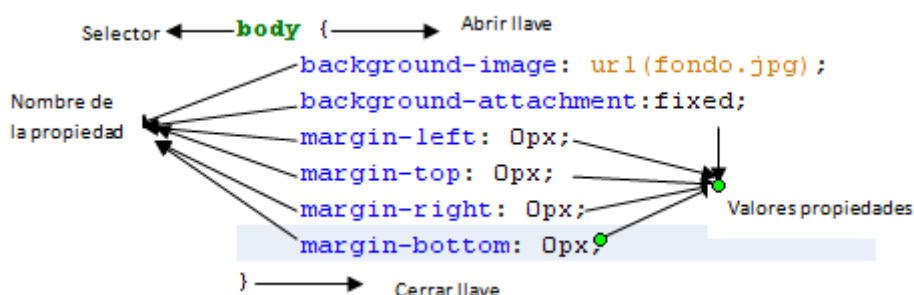 Selector body { Abrir llave
background-image: url(fondo.jpg);
Nombre de background-attachment:fixed;
la propiedad margin-left: 0px;
margin-top: 0px;
margin-right: 0px; Valores propiedades
margin-bottom: 0px;
} Cerrar llave